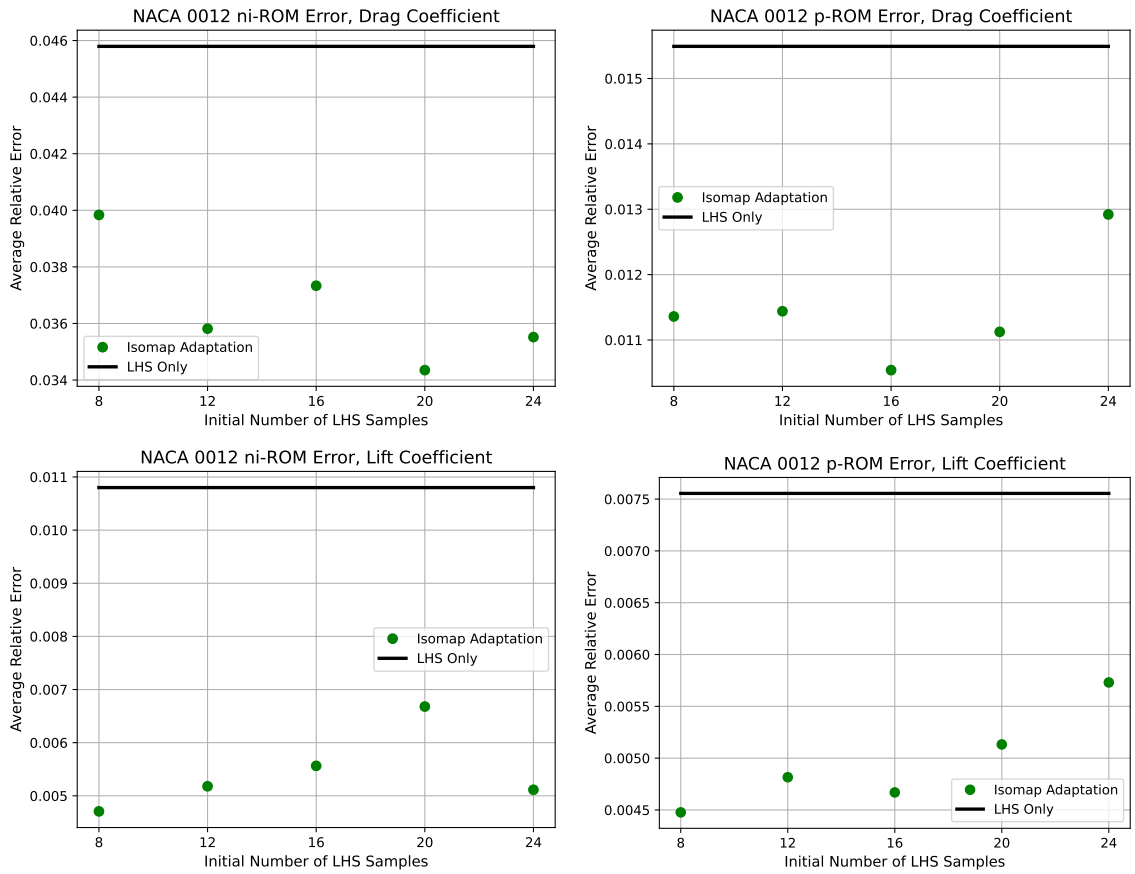 NACA 0012 ni-ROM Error, Drag Coefficient
0.046
0.044
0.042
0.040
0.038
0.036
0.034
Average Relative Error
Isomap Adaptation
LHS Only
8
12
16
20
24
Initial Number of LHS Samples
NACA 0012 p-ROM Error, Drag Coefficient
0.015
0.014
0.013
0.012
0.011
Average Relative Error
Isomap Adaptation
LHS Only
8
12
16
20
24
Initial Number of LHS Samples
NACA 0012 ni-ROM Error, Lift Coefficient
0.011
0.010
0.009
0.008
0.007
0.006
0.005
Average Relative Error
Isomap Adaptation
LHS Only
8
12
16
20
24
Initial Number of LHS Samples
NACA 0012 p-ROM Error, Lift Coefficient
0.0075
0.0070
0.0065
0.0060
0.0055
0.0050
0.0045
Average Relative Error
Isomap Adaptation
LHS Only
8
12
16
20
24
Initial Number of LHS Samples